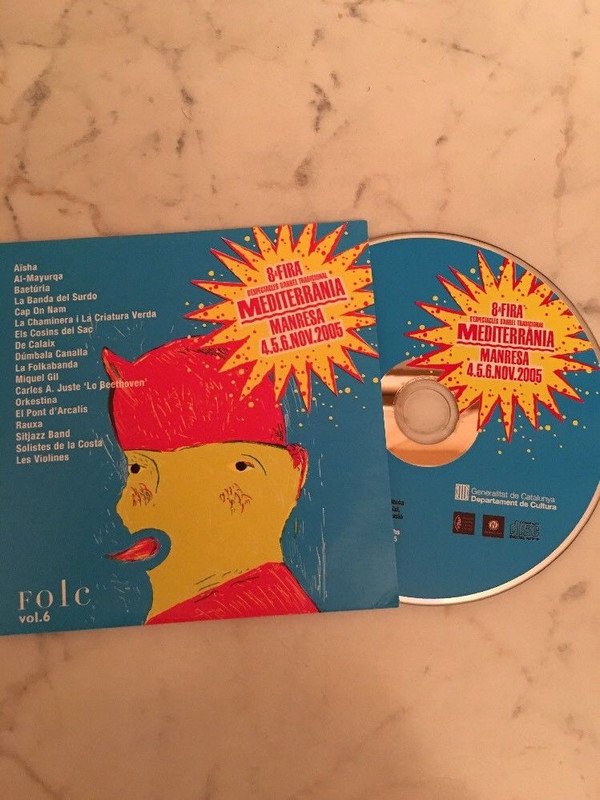 Aïsha
Al-Mayurqa
Baetúria
La Banda del Surdo
Cap On Nam
La Chaminera i La Criatura Verda
Els Cosins del Sac
De Calaix
Dúmbala Canalla
La Folkabanda
Miquel Gil
Carles A. Juste 'Lo Beethoven'
Orkestina
El Pont d'Arcalís
Rauxa
Sitjazz Band
Solistes de la Costa
Les Violines
Folc
vol.6
8a FIRA
D'ESPECTACLES D'ARREL TRADICIONAL
MEDITERRÀNIA
MANRESA
4.5.6.NOV.2005
8a FIRA
D'ESPECTACLES D'ARREL TRADICIONAL
MEDITERRÀNIA
MANRESA
4.5.6.NOV.2005
Generalitat de Catalunya
Departament de Cultura